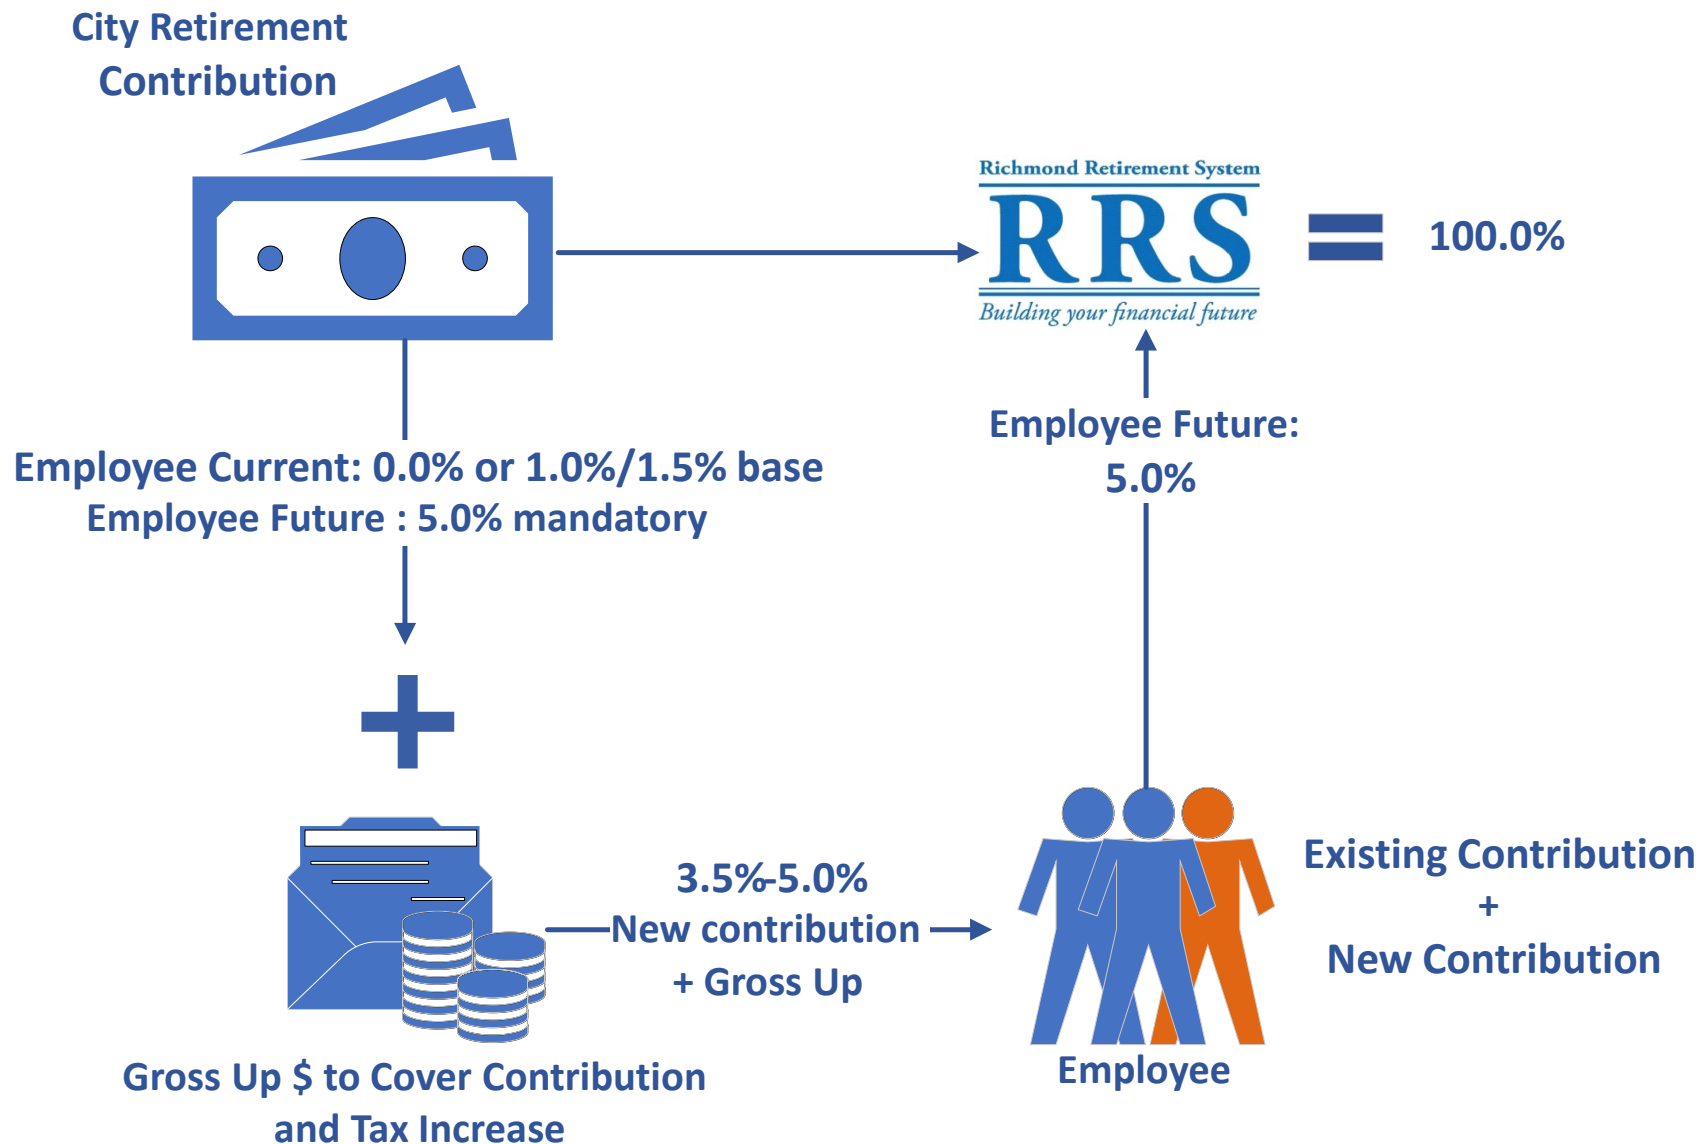 City Retirement
Contribution
Richmond Retirement System
RRS
Building your financial future
100.0%
Employee Future:
5.0%
Employee Current: 0.0% or 1.0%/1.5% base
Employee Future : 5.0% mandatory
3.5%-5.0%
New contribution
+ Gross Up
Existing Contribution
+
New Contribution
Gross Up $ to Cover Contribution
and Tax Increase
Employee